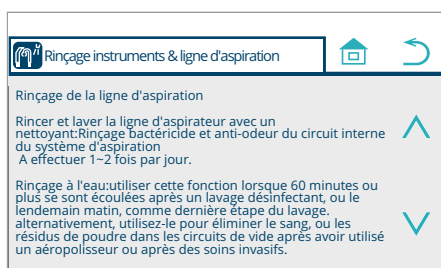 Rinçage instruments & ligne d'aspiration
Rinçage de la ligne d'aspiration
Rincer et laver la ligne d'aspirateur avec un
nettoyant:Rinçage bactéricide et anti-odeur du circuit interne
du système d'aspiration
A effectuer 1~2 fois par jour.
Rinçage à l'eau:utiliser cette fonction lorsque 60 minutes ou
plus se sont écoulées après un lavage désinfectant, ou le
lendemain matin, comme dernière étape du lavage.
alternativement, utilisez-le pour éliminer le sang, ou les
résidus de poudre dans les circuits de vide après avoir utilisé
un aéropolisseur ou après des soins invasifs.